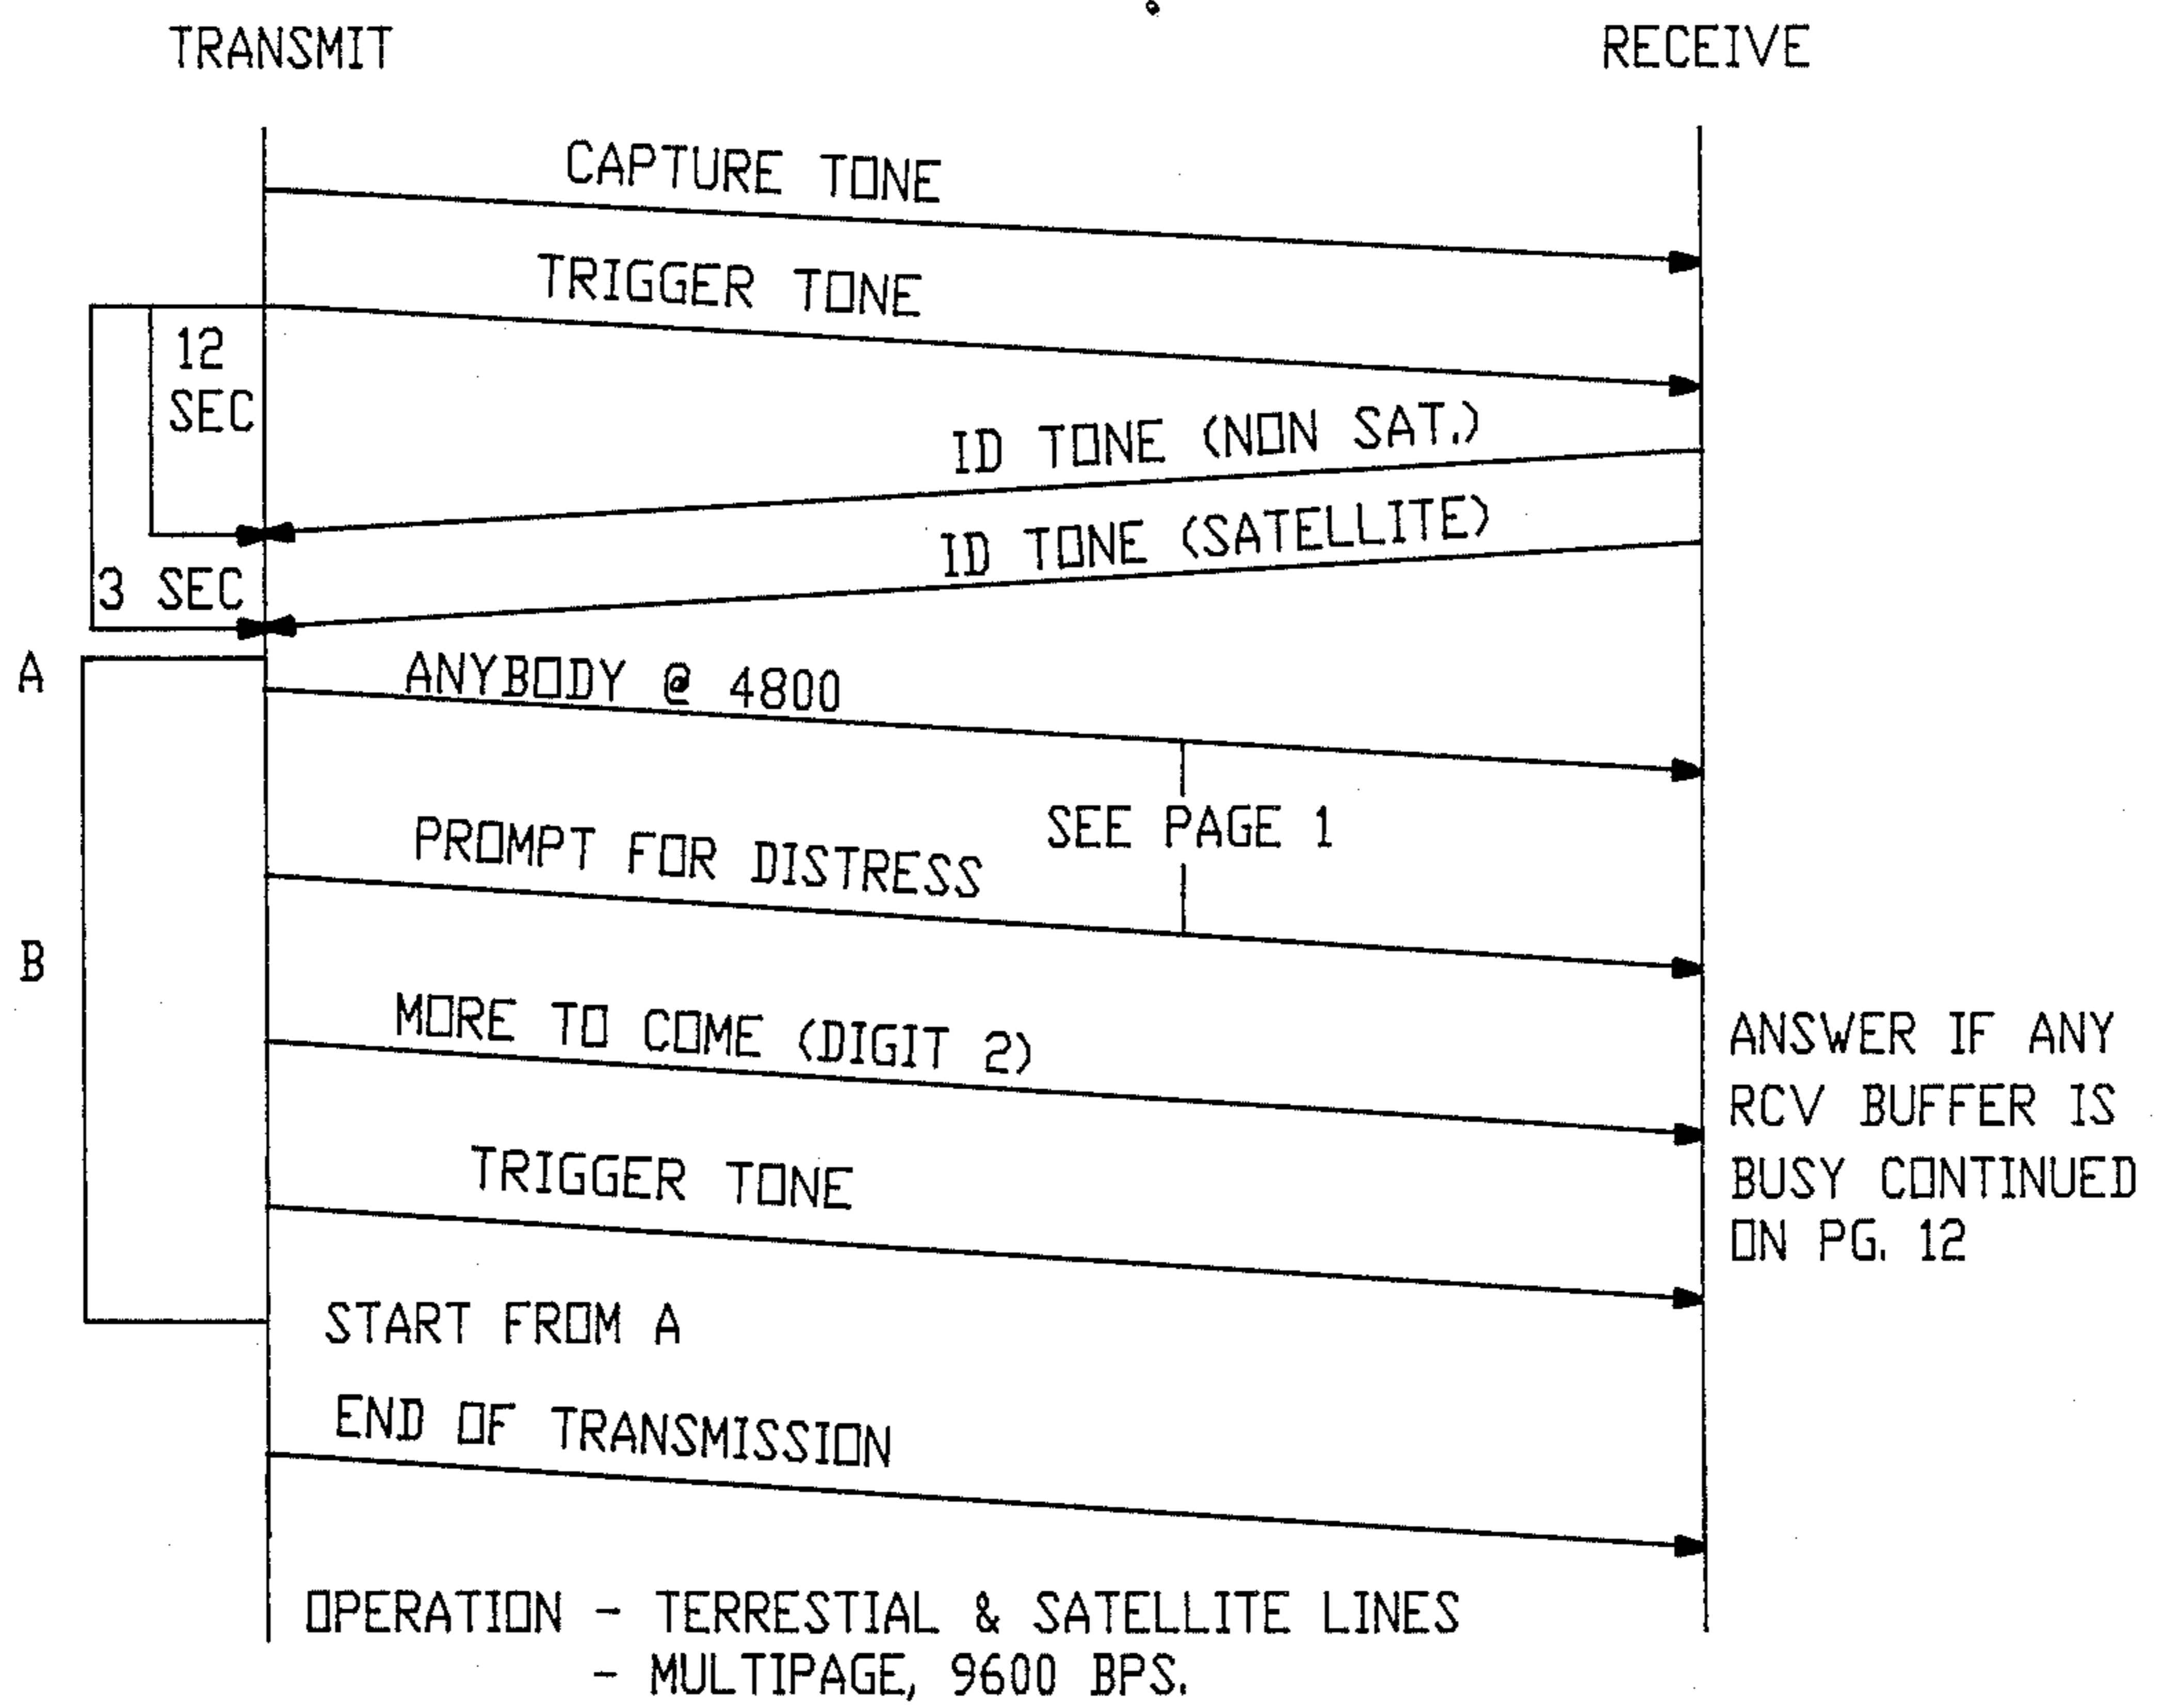 TRANSMIT
RECEIVE
CAPTURE TONE
TRIGGER TONE
12
SEC
ID TONE (NON SAT.)
ID TONE (SATELLITE)
3 SEC
A
ANYBODY @ 4800
SEE PAGE 1
PROMPT FOR DISTRESS
B
MORE TO COME (DIGIT 2)
ANSWER IF ANY
RCV BUFFER IS
BUSY CONTINUED
ON PG. 12
TRIGGER TONE
START FROM A
END OF TRANSMISSION
OPERATION - TERRESTIAL & SATELLITE LINES
- MULTIPAGE, 9600 BPS.